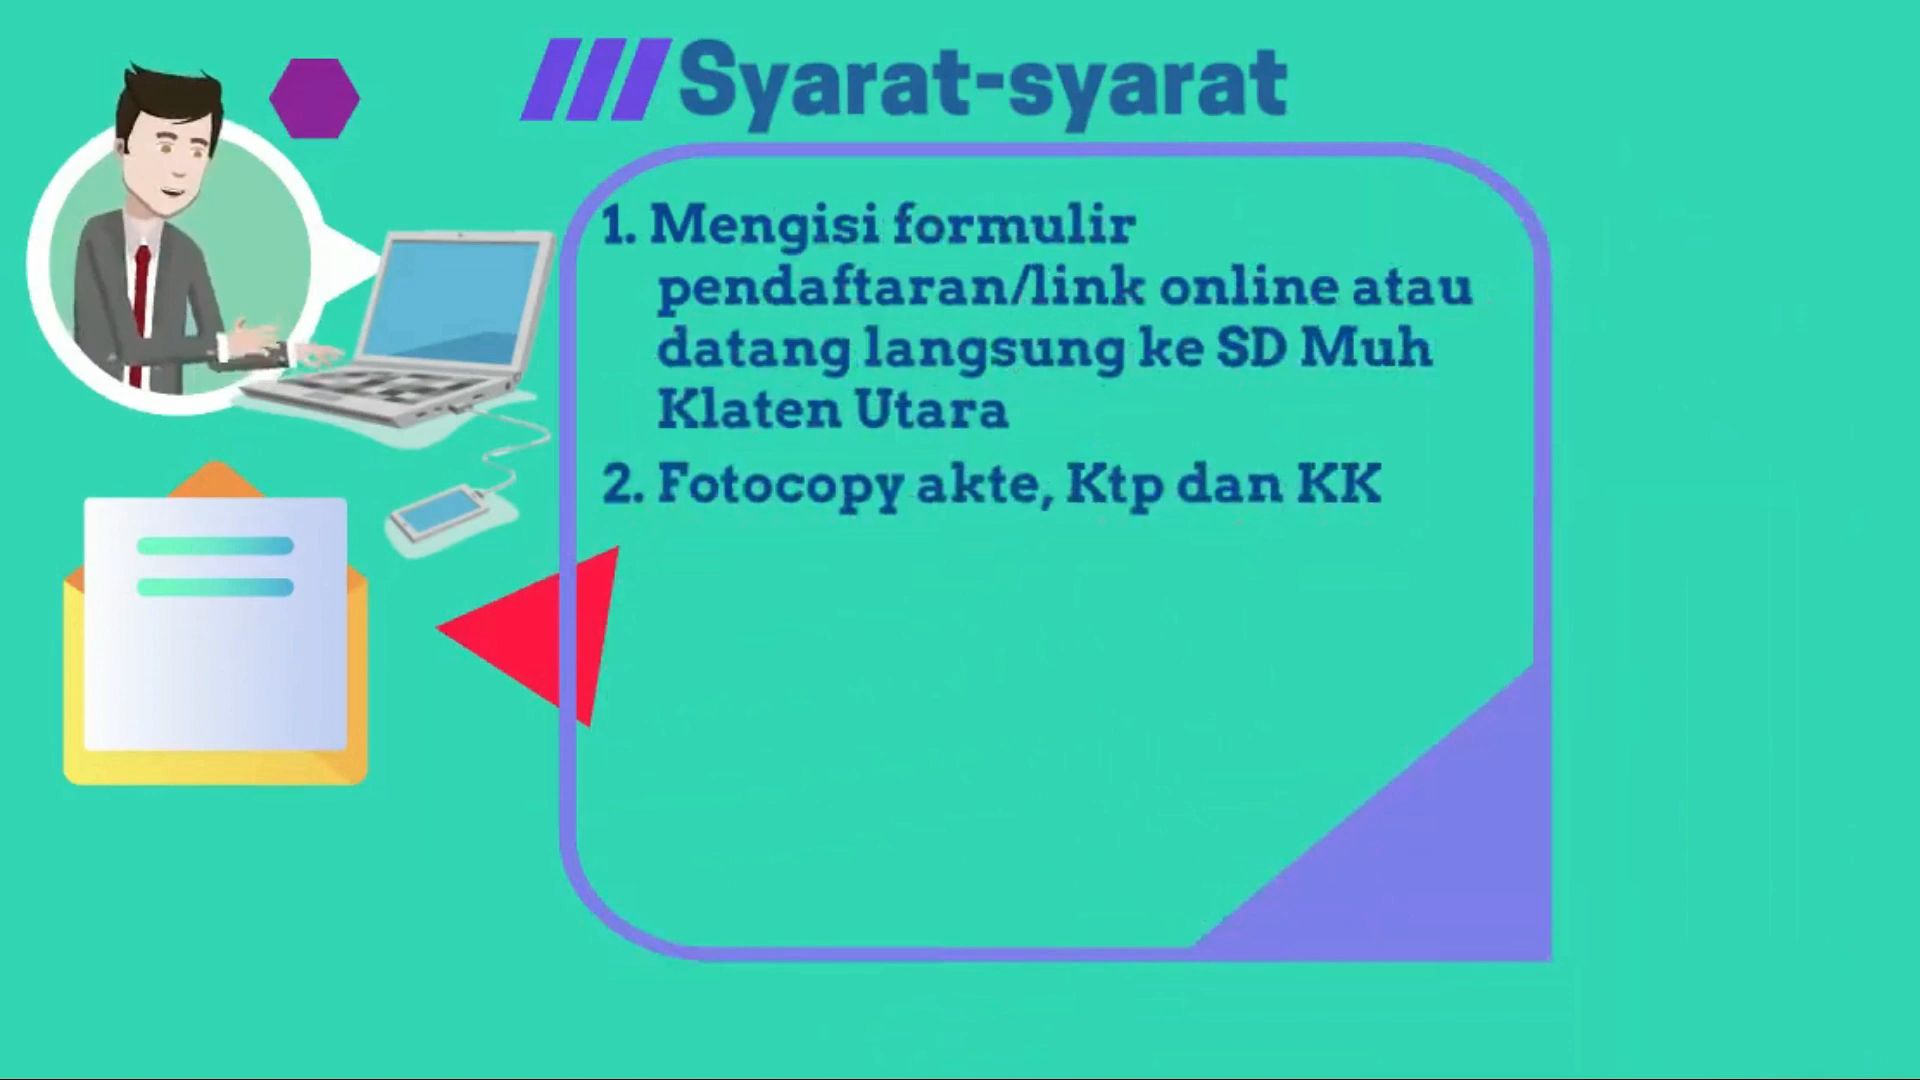 Syarat-syarat
1. Mengisi formulir
pendaftaran/link online atau
datang langsung ke SD Muh
Klaten Utara
2. Fotocopy akte, Ktp dan KK